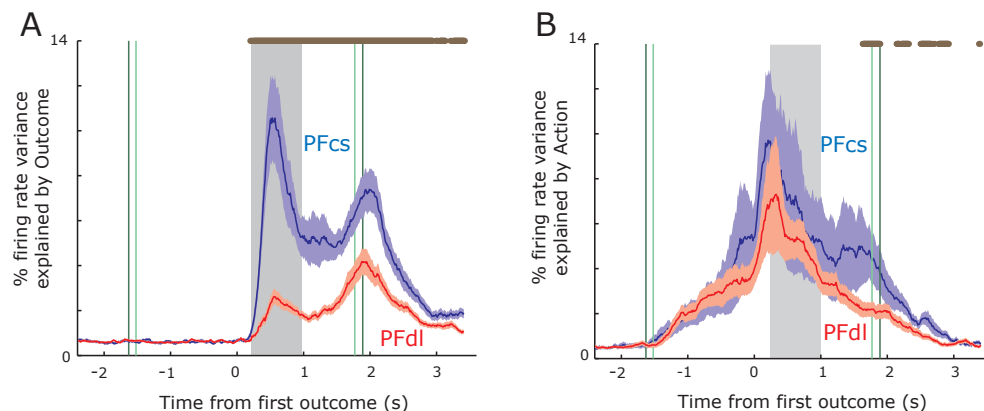 A
14
% firing rate variance
explained by Outcome
PFcs
PFdl
0
−2
−1
0
1
2
3
Time from first outcome (s)
B
14
% firing rate variance
explained by Action
PFcs
PFdl
0
−2
−1
0
1
2
3
Time from first outcome (s)